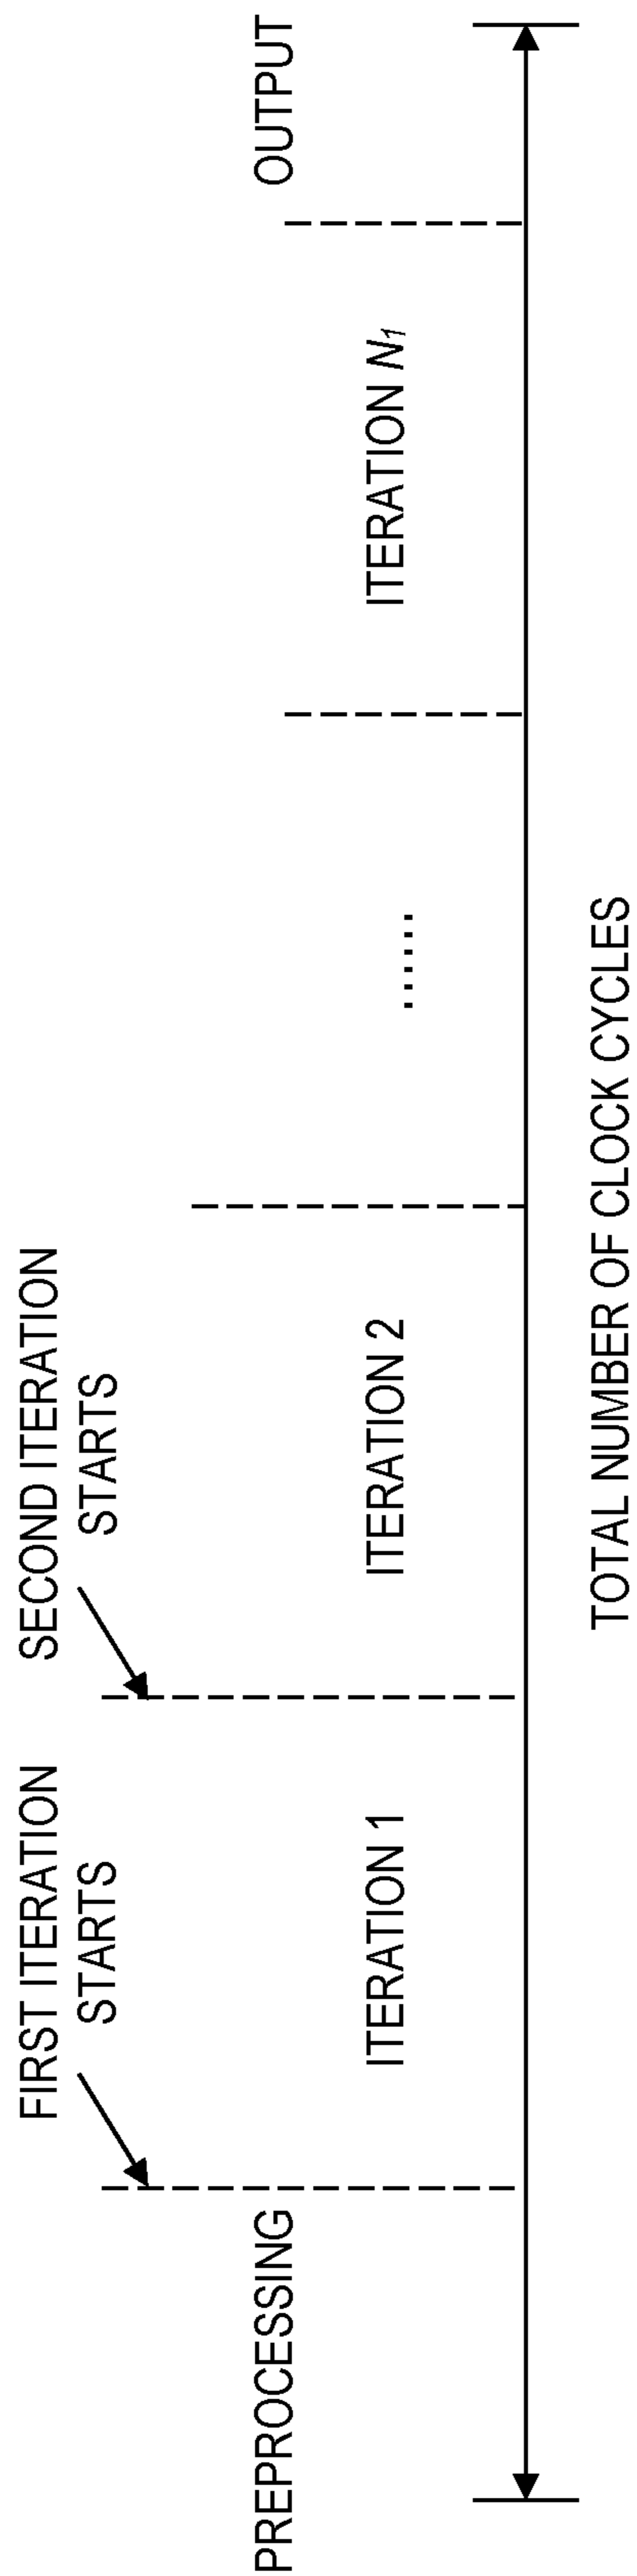 FIRST ITERATION
STARTS
SECOND ITERATION
STARTS
PREPROCESSING
OUTPUT
ITERATION 1
ITERATION 2
......
ITERATION N1
TOTAL NUMBER OF CLOCK CYCLES